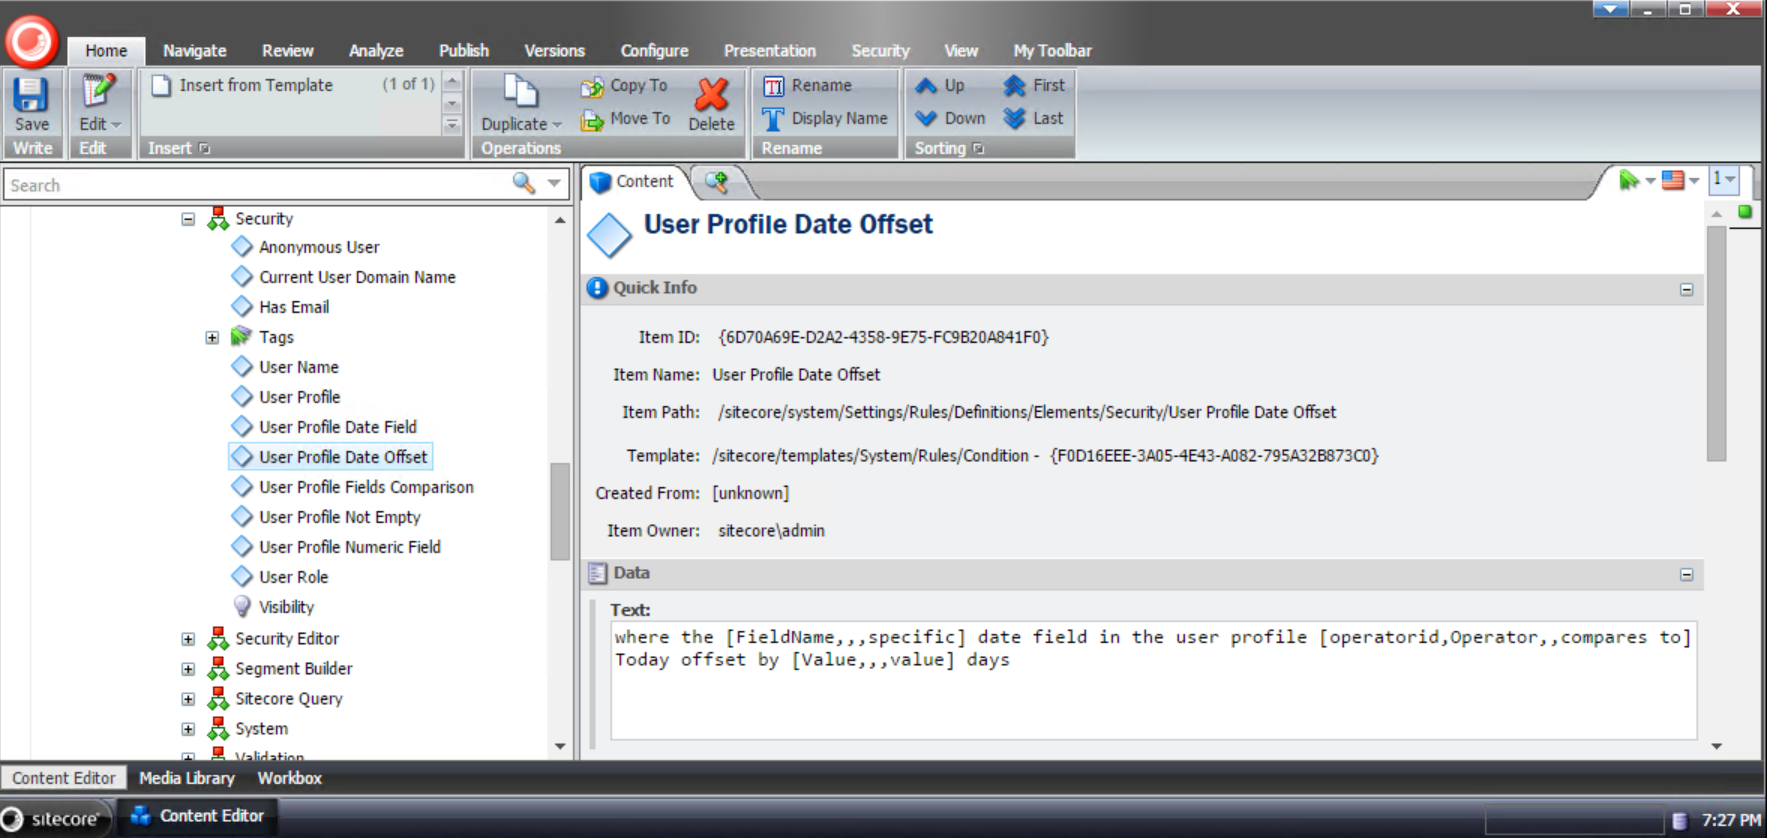 Home Navigate Review Analyze Publish Versions Configure Presentation Security View My Toolbar
Save
Write
Edit
Edit
Insert from Template (1 of 1)
Insert
Duplicate
Copy To
Move To
Delete
Operations
Rename
Display Name
Rename
Up First
Down Last
Sorting
Search
Security
Anonymous User
Current User Domain Name
Has Email
Tags
User Name
User Profile
User Profile Date Field
User Profile Date Offset
User Profile Fields Comparison
User Profile Not Empty
User Profile Numeric Field
User Role
Visibility
Security Editor
Segment Builder
Sitecore Query
System
Validation
Content
1
User Profile Date Offset
Quick Info
Item ID: {6D70A69E-D2A2-4358-9E75-FC9B20A841F0}
Item Name: User Profile Date Offset
Item Path: /sitecore/system/Settings/Rules/Definitions/Elements/Security/User Profile Date Offset
Template: /sitecore/templates/System/Rules/Condition - {F0D16EEE-3A05-4E43-A082-795A32B873C0}
Created From: [unknown]
Item Owner: sitecore\admin
Data
Text:
where the [FieldName,,,specific] date field in the user profile [operatorid,Operator,,compares to]
Today offset by [Value,,,value] days
Content Editor Media Library Workbox
sitecore Content Editor 7:27 PM